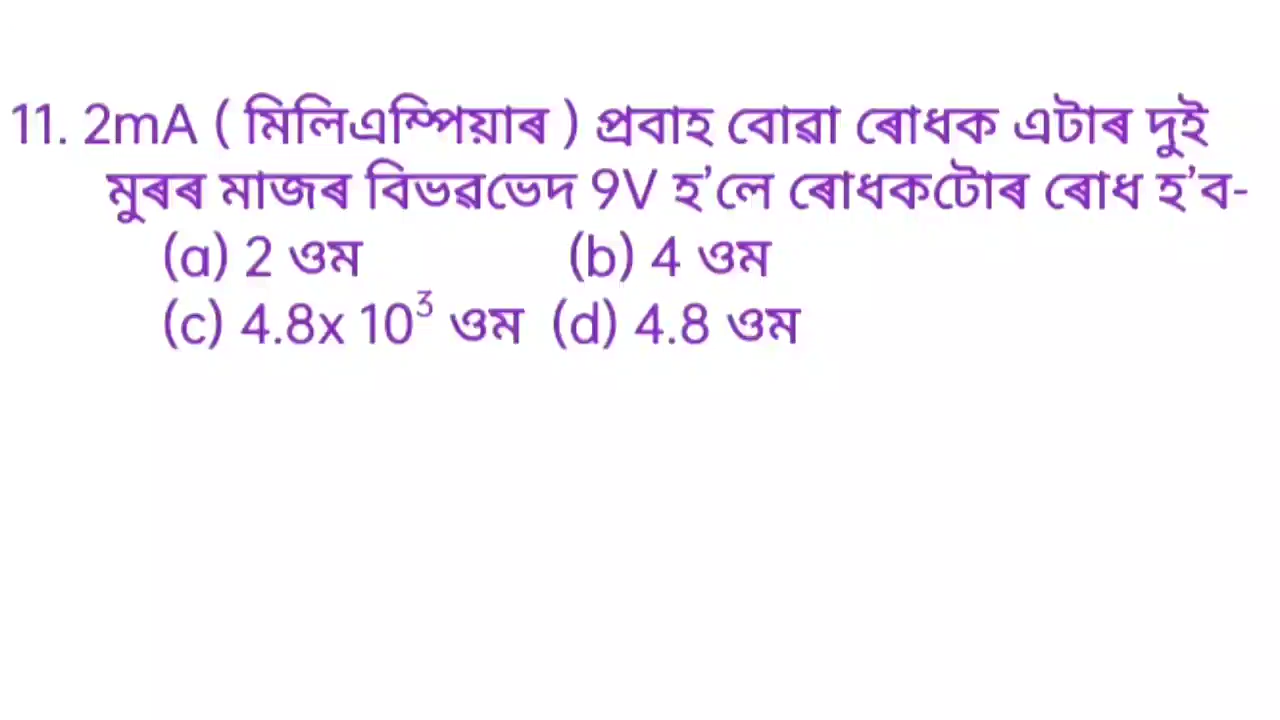 11. 2mA ( মিলিএম্পিয়াৰ ) প্ৰবাহ বোৱা ৰোধক এটাৰ দুই
মুৰৰ মাজৰ বিভৱভেদ 9V হ’লে ৰোধকটোৰ ৰোধ হ’ব-
(a) 2 ওম (b) 4 ওম
(c) 4.8x 10³ ওম (d) 4.8 ওম